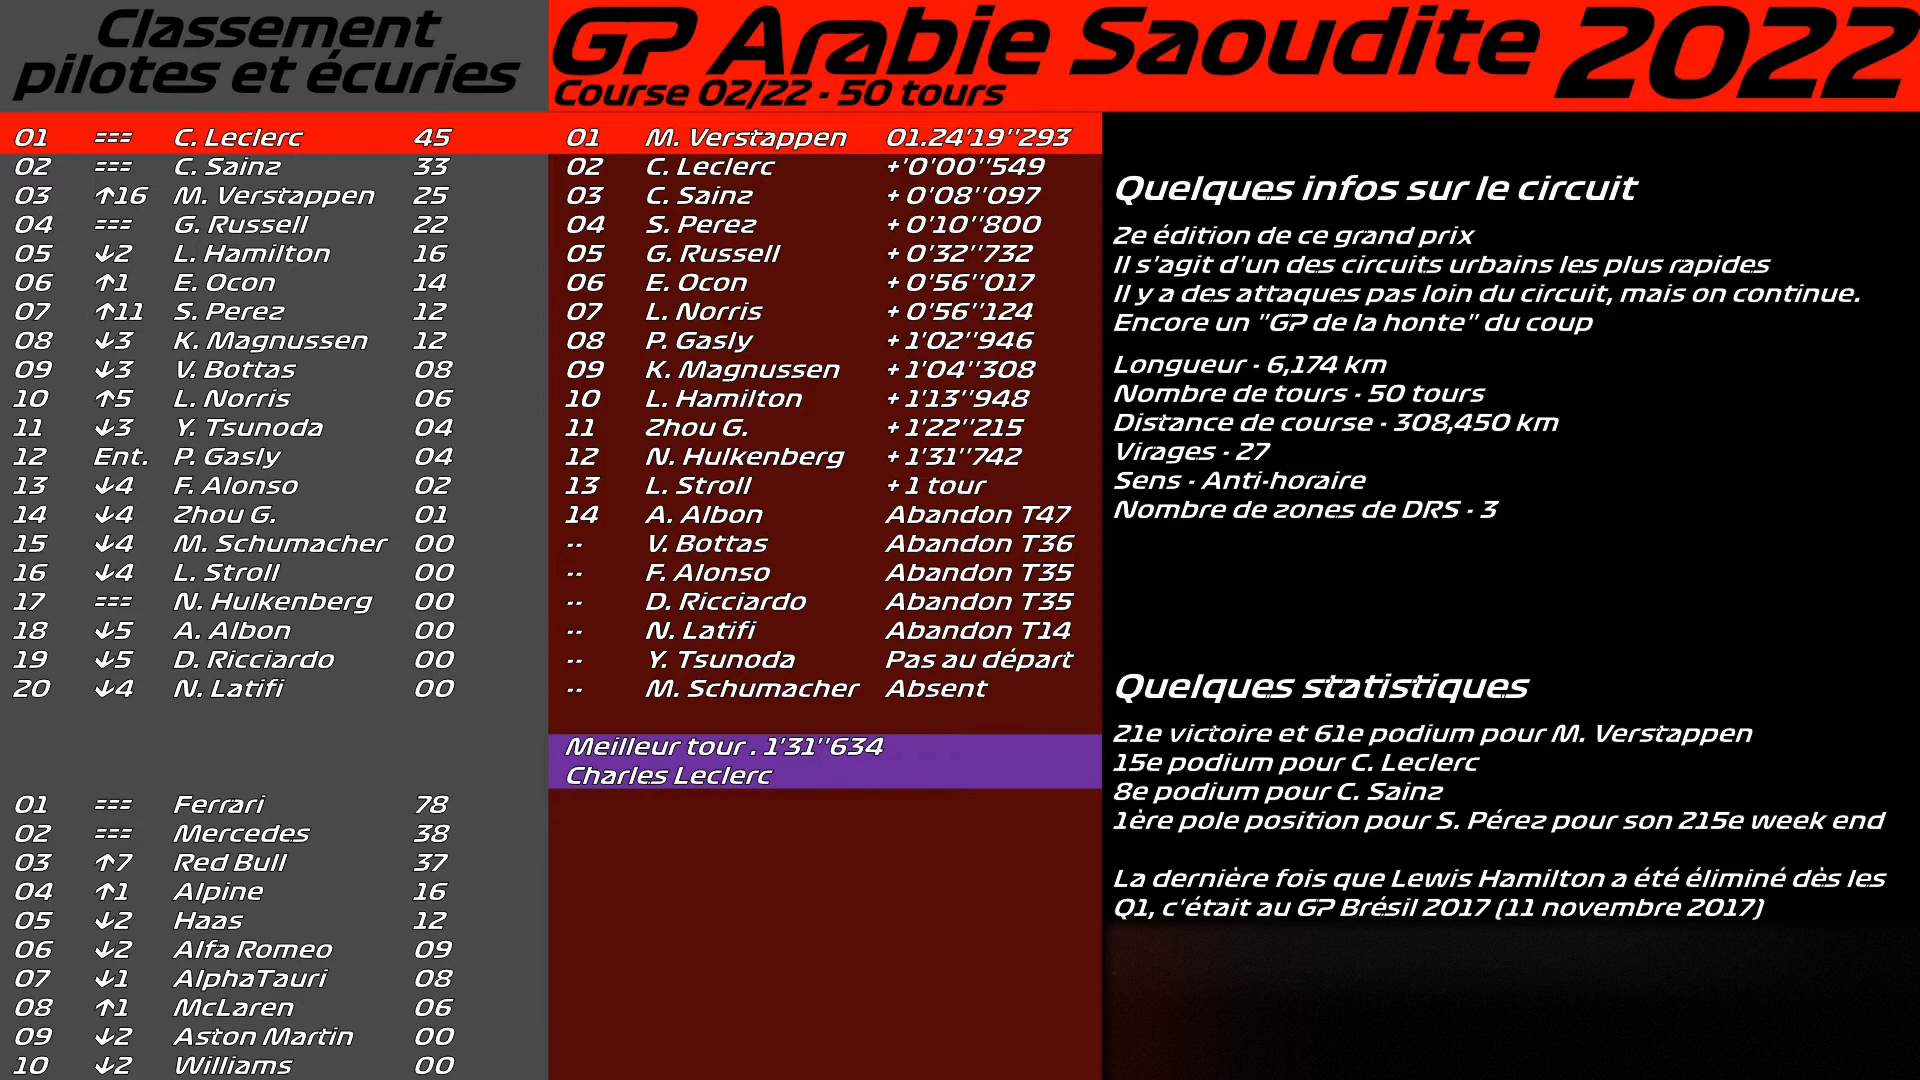 Classement
pilotes et écuries
GP Arabie Saoudite 2022
Course 02/22 - 50 tours
01 === C. Leclerc 45
02 === C. Sainz 33
03 ↑16 M. Verstappen 25
04 === G. Russell 22
05 ↓2 L. Hamilton 16
06 ↑1 E. Ocon 14
07 ↑11 S. Perez 12
08 ↓3 K. Magnussen 12
09 ↓3 V. Bottas 08
10 ↑5 L. Norris 06
11 ↓3 Y. Tsunoda 04
12 Ent. P. Gasly 04
13 ↓4 F. Alonso 02
14 ↓4 Zhou G. 01
15 ↓4 M. Schumacher 00
16 ↓4 L. Stroll 00
17 === N. Hulkenberg 00
18 ↓5 A. Albon 00
19 ↓5 D. Ricciardo 00
20 ↓4 N. Latifi 00
01 === Ferrari 78
02 === Mercedes 38
03 ↑7 Red Bull 37
04 ↑1 Alpine 16
05 ↓2 Haas 12
06 ↓2 Alfa Romeo 09
07 ↓1 AlphaTauri 08
08 ↑1 McLaren 06
09 ↓2 Aston Martin 00
10 ↓2 Williams 00
01 M. Verstappen 01.24'19''293
02 C. Leclerc +'0'00''549
03 C. Sainz + 0'08''097
04 S. Perez + 0'10''800
05 G. Russell + 0'32''732
06 E. Ocon + 0'56''017
07 L. Norris + 0'56''124
08 P. Gasly + 1'02''946
09 K. Magnussen + 1'04''308
10 L. Hamilton + 1'13''948
11 Zhou G. + 1'22''215
12 N. Hulkenberg + 1'31''742
13 L. Stroll + 1 tour
14 A. Albon Abandon T47
-- V. Bottas Abandon T36
-- F. Alonso Abandon T35
-- D. Ricciardo Abandon T35
-- N. Latifi Abandon T14
-- Y. Tsunoda Pas au départ
-- M. Schumacher Absent
Meilleur tour . 1'31''634
Charles Leclerc
Quelques infos sur le circuit
2e édition de ce grand prix
Il s'agit d'un des circuits urbains les plus rapides
Il y a des attaques pas loin du circuit, mais on continue.
Encore un "GP de la honte" du coup
Longueur - 6,174 km
Nombre de tours - 50 tours
Distance de course - 308,450 km
Virages - 27
Sens - Anti-horaire
Nombre de zones de DRS - 3
Quelques statistiques
21e victoire et 61e podium pour M. Verstappen
15e podium pour C. Leclerc
8e podium pour C. Sainz
1ère pole position pour S. Pérez pour son 215e week end
La dernière fois que Lewis Hamilton a été éliminé dès les
Q1, c'était au GP Brésil 2017 (11 novembre 2017)